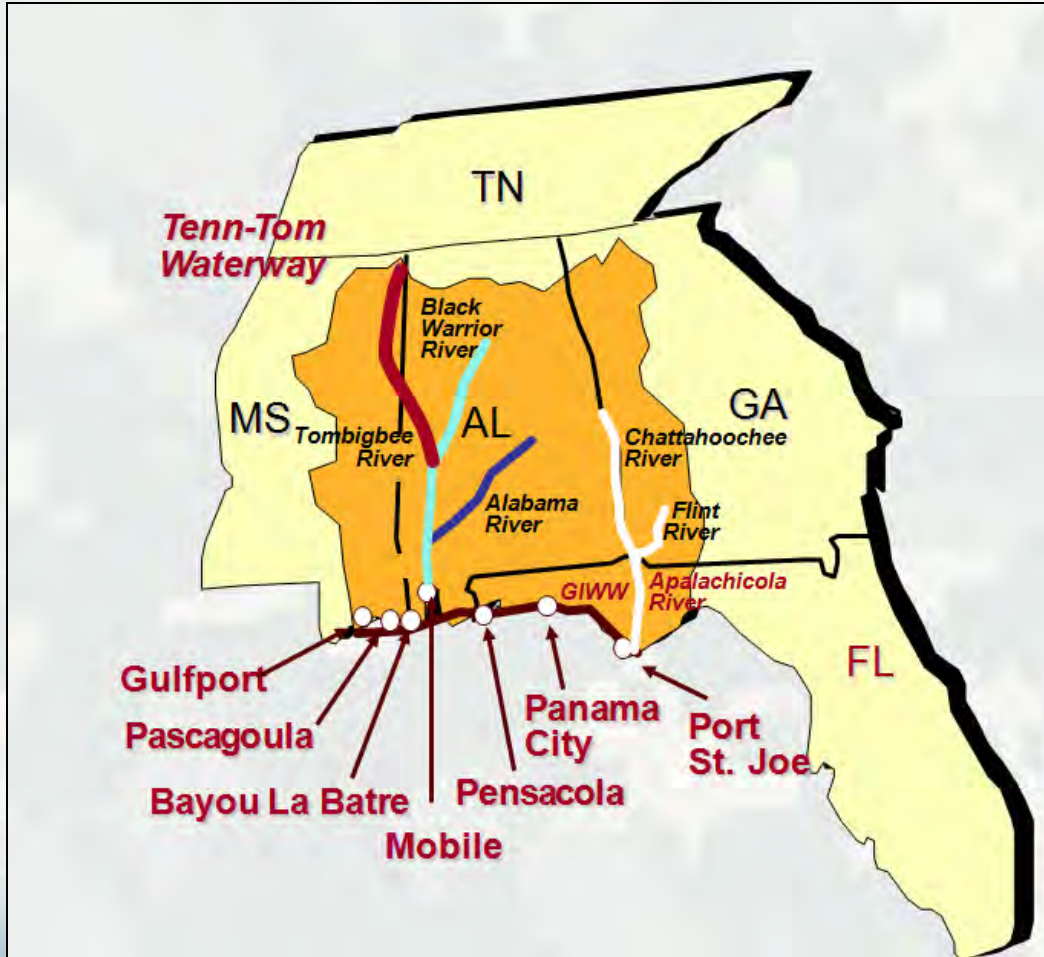 TN
Tenn-Tom
Waterway
Black
Warrior
River
MS
Tombigbee
River
AL
GA
Chattahoochee
River
Alabama
River
Flint
River
GIWW
Apalachicola
River
FL
Gulfport
Pascagoula
Bayou La Batre
Mobile
Pensacola
Panama
City
Port
St. Joe